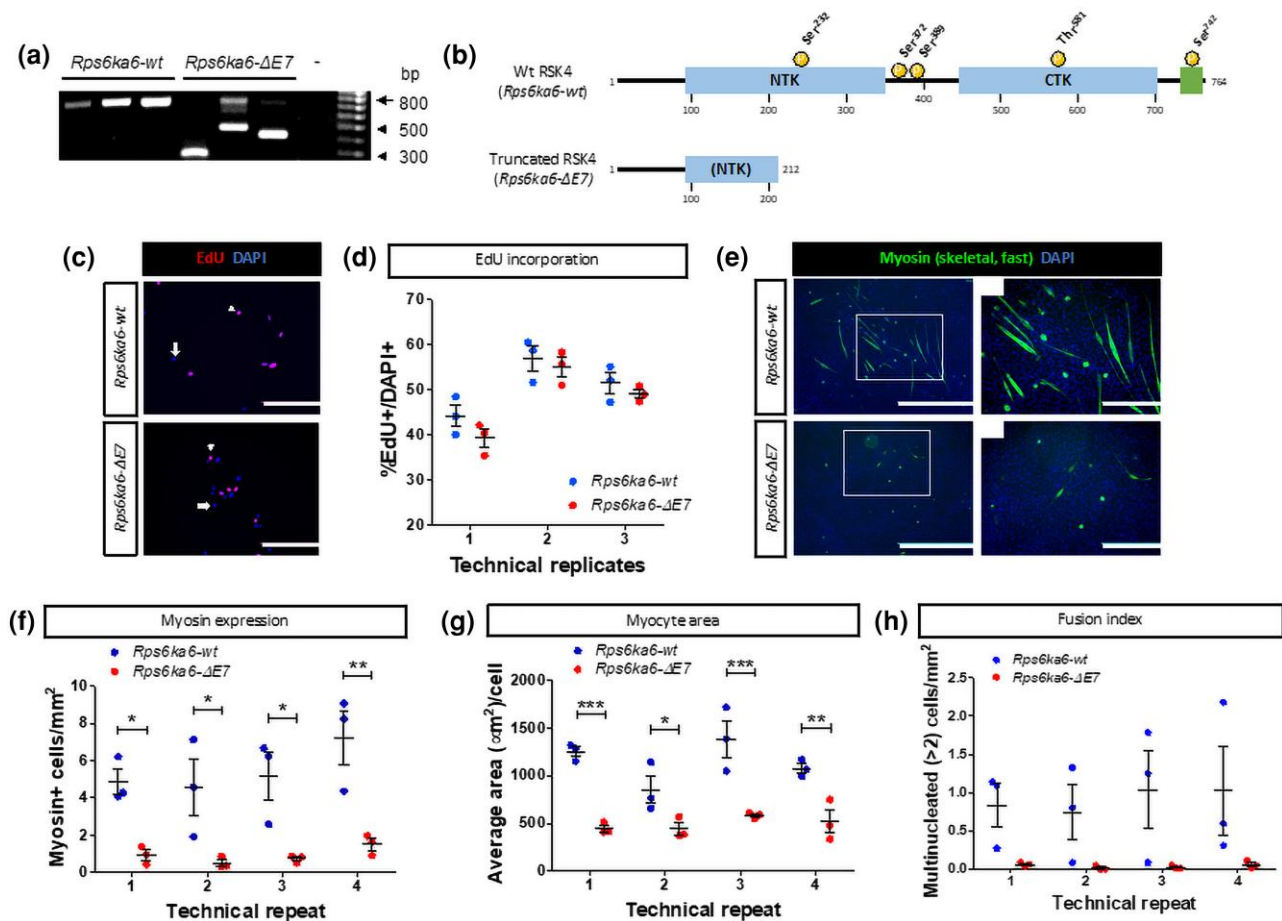 (a)
Rps6ka6-wt Rps6ka6-ΔE7 -
bp
800
500
300
(b)
Ser232
Ser372
Ser389
Thr581
Ser742
Wt RSK4
(Rps6ka6-wt)
1 NTK CTK 764
100 200 300 400 500 600 700
Truncated RSK4
(Rps6ka6-ΔE7)
1 (NTK) 212
100 200
(c)
EdU DAPI
Rps6ka6-wt
Rps6ka6-ΔE7
(d)
EdU incorporation
%EdU+/DAPI+
70
60
50
40
30
20
Rps6ka6-wt
Rps6ka6-ΔE7
1 2 3
Technical replicates
(e)
Myosin (skeletal, fast) DAPI
Rps6ka6-wt
Rps6ka6-ΔE7
(f)
Myosin expression
Rps6ka6-wt
Rps6ka6-ΔE7
Myosin+ cells/mm²
10
8
6
4
2
0
* * * **
1 2 3 4
Technical repeat
(g)
Myocyte area
Rps6ka6-wt
Rps6ka6-ΔE7
Average area (αm²)/cell
2000
1500
1000
500
0
*** * *** **
1 2 3 4
Technical repeat
(h)
Fusion index
Rps6ka6-wt
Rps6ka6-ΔE7
Multinucleated (>2) cells/mm²
2.5
2.0
1.5
1.0
0.5
0.0
1 2 3 4
Technical repeat